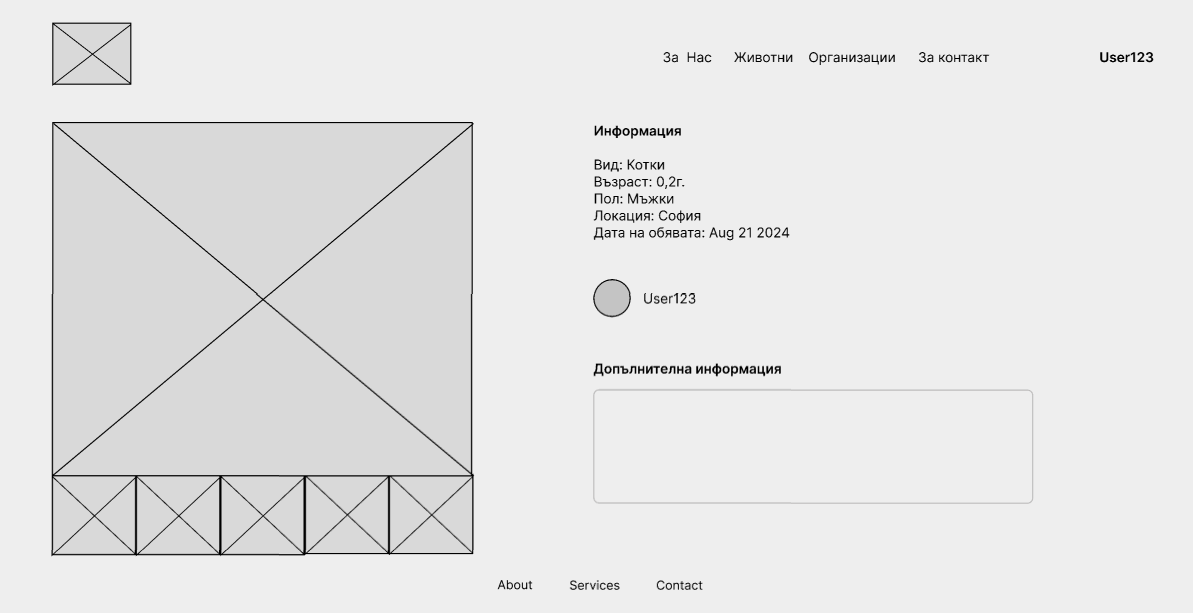 За Нас Животни Организации За контакт User123
Информация
Вид: Котки
Възраст: 0,2г.
Пол: Мъжки
Локация: София
Дата на обявата: Aug 21 2024
User123
Допълнителна информация
About Services Contact